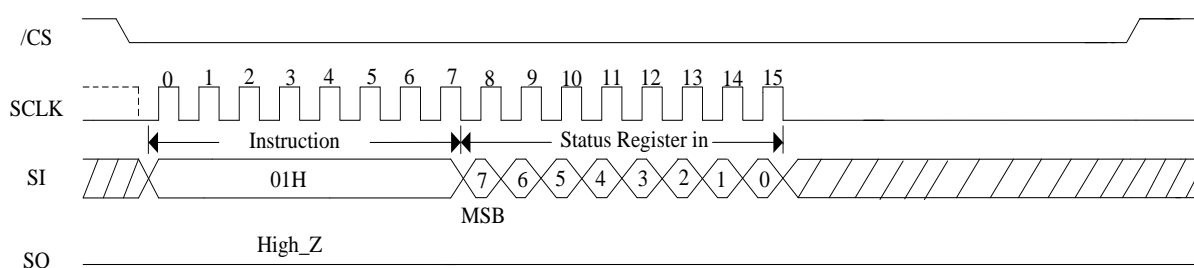 /CS
0 1 2 3 4 5 6 7 8 9 10 11 12 13 14 15
SCLK
Instruction Status Register in
SI 01H 7 6 5 4 3 2 1 0
MSB
High_Z
SO